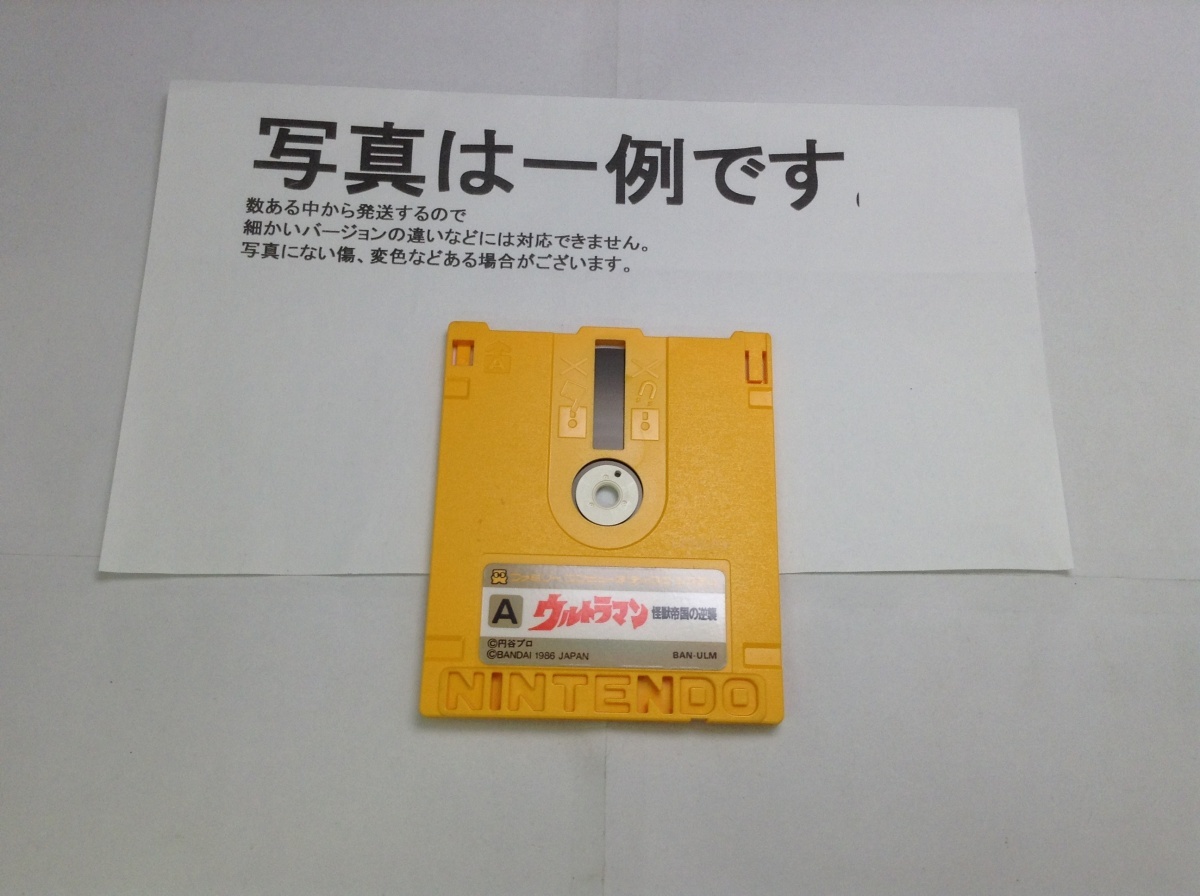 写真は一例です。
数ある中から発送するので
細かいバージョンの違いなどには対応できません。
写真にない傷、変色などある場合がございます。
A
A ウルトラマン 怪獣帝国の逆襲
©円谷プロ
©BANDAI 1986 JAPAN BAN-ULM
NINTENDO